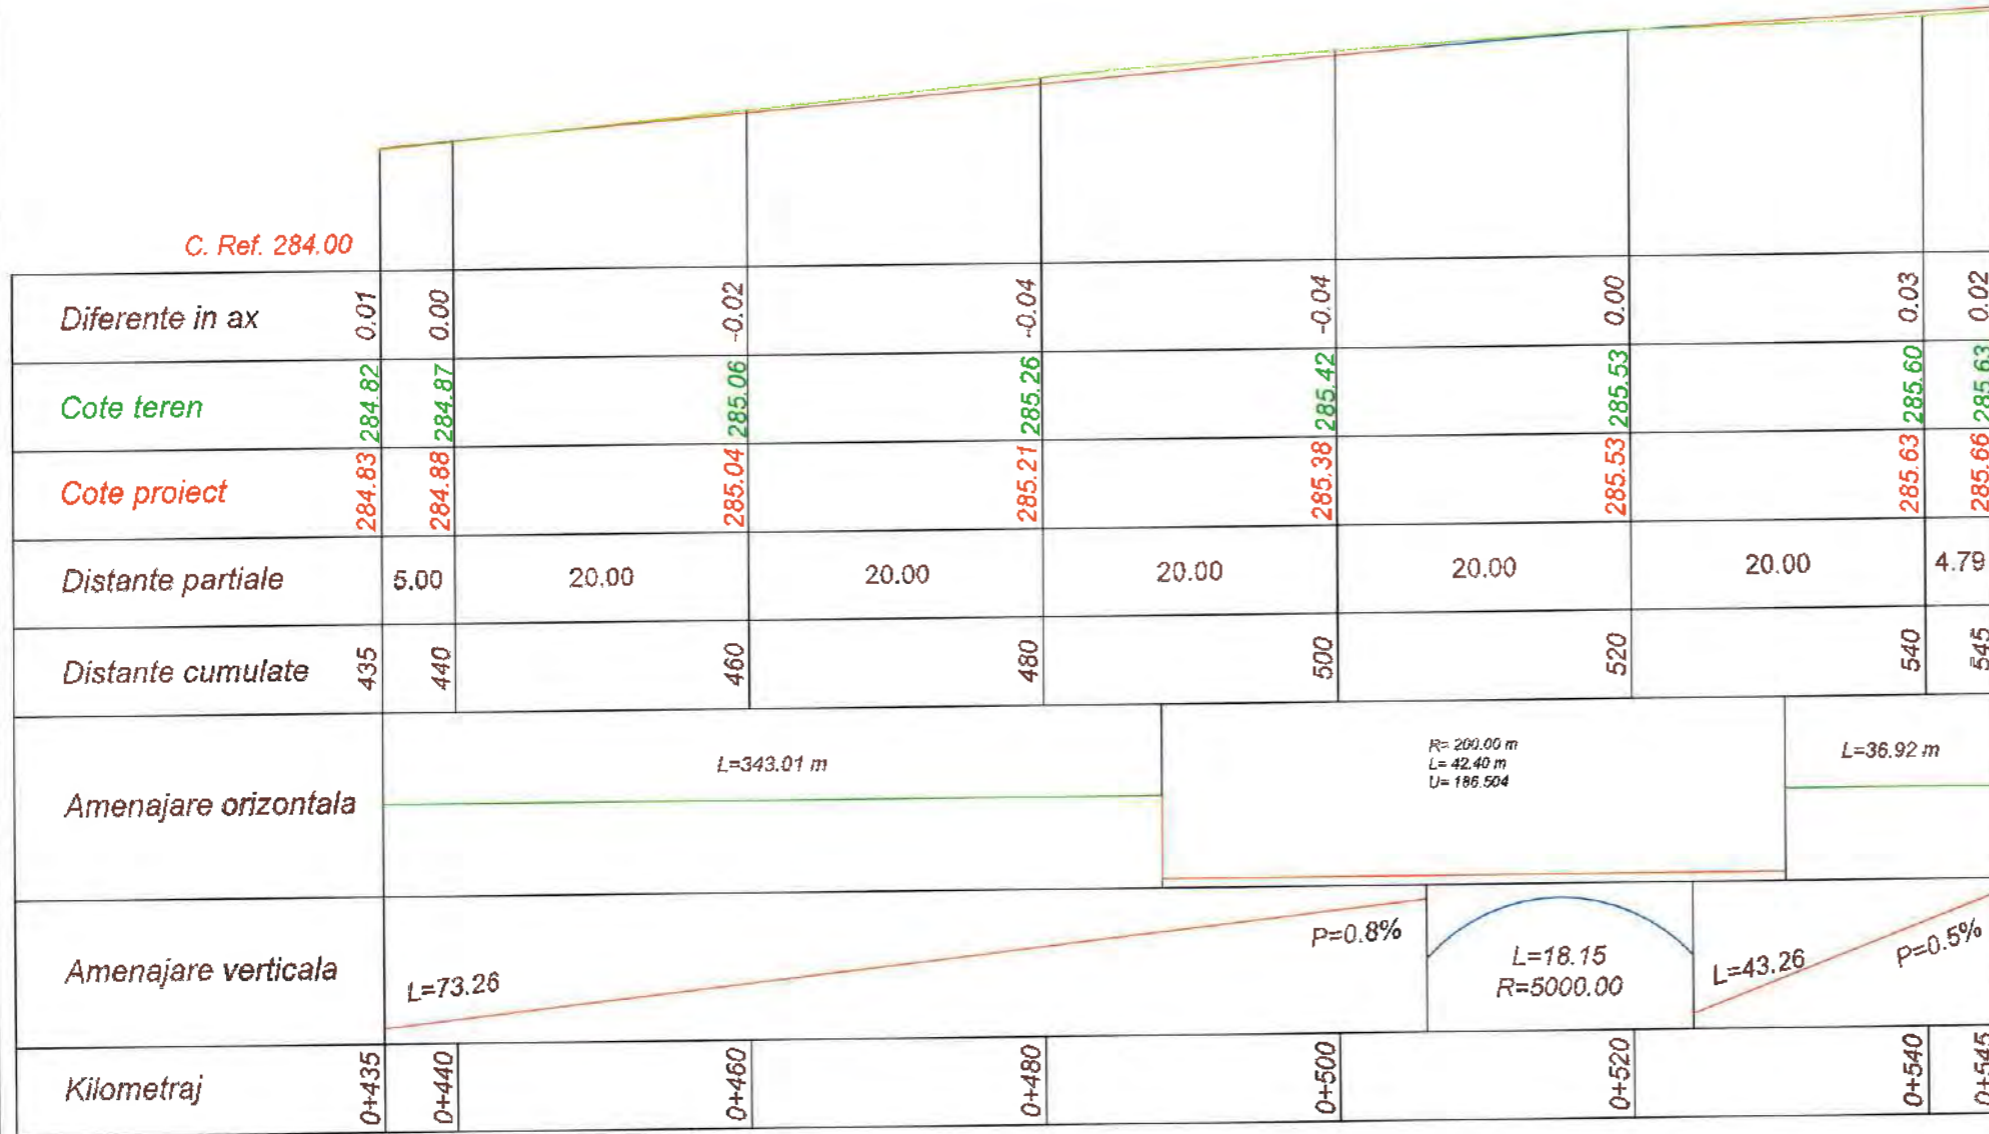 C. Ref. 284.00
Diferente in ax 0.01 0.00 -0.02 -0.04 -0.04 0.00 0.03 0.02
Cote teren 284.82 284.87 285.06 285.26 285.42 285.53 285.60 285.63
Cote proiect 284.83 284.88 285.04 285.21 285.38 285.53 285.63 285.66
Distante partiale 5.00 20.00 20.00 20.00 20.00 20.00 4.79
Distante cumulate 435 440 460 480 500 520 540 545
Amenajare orizontala
L=343.01 m
R= 200.00 m
L= 42.40 m
U= 186.504
L=36.92 m
Amenajare verticala
L=73.26
P=0.8%
L=18.15
R=5000.00
L=43.26
P=0.5%
Kilometraj 0+435 0+440 0+460 0+480 0+500 0+520 0+540 0+545